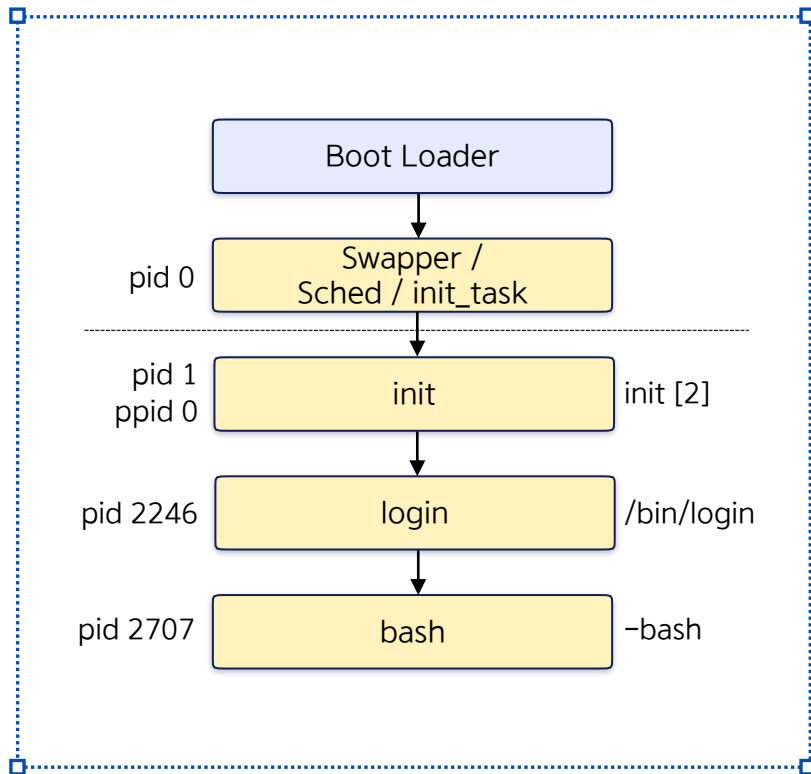 Boot Loader
pid 0
Swapper /
Sched / init_task
pid 1
ppid 0
init
init [2]
pid 2246
login
/bin/login
pid 2707
bash
-bash